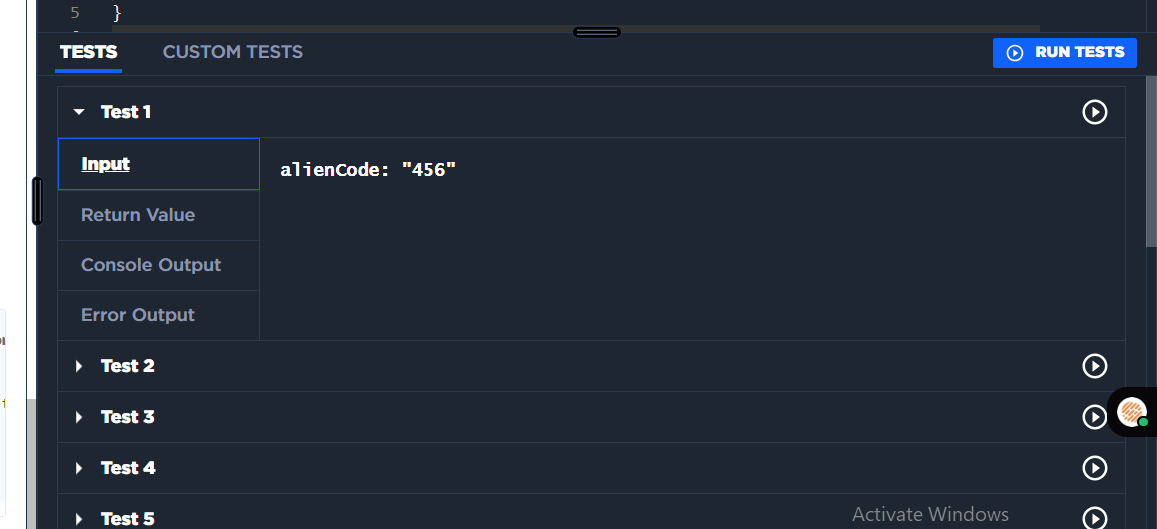 5 }
TESTS CUSTOM TESTS RUN TESTS
Test 1
Input alienCode: "456"
Return Value
Console Output
Error Output
Test 2
Test 3
Test 4
Test 5
Activate Windows